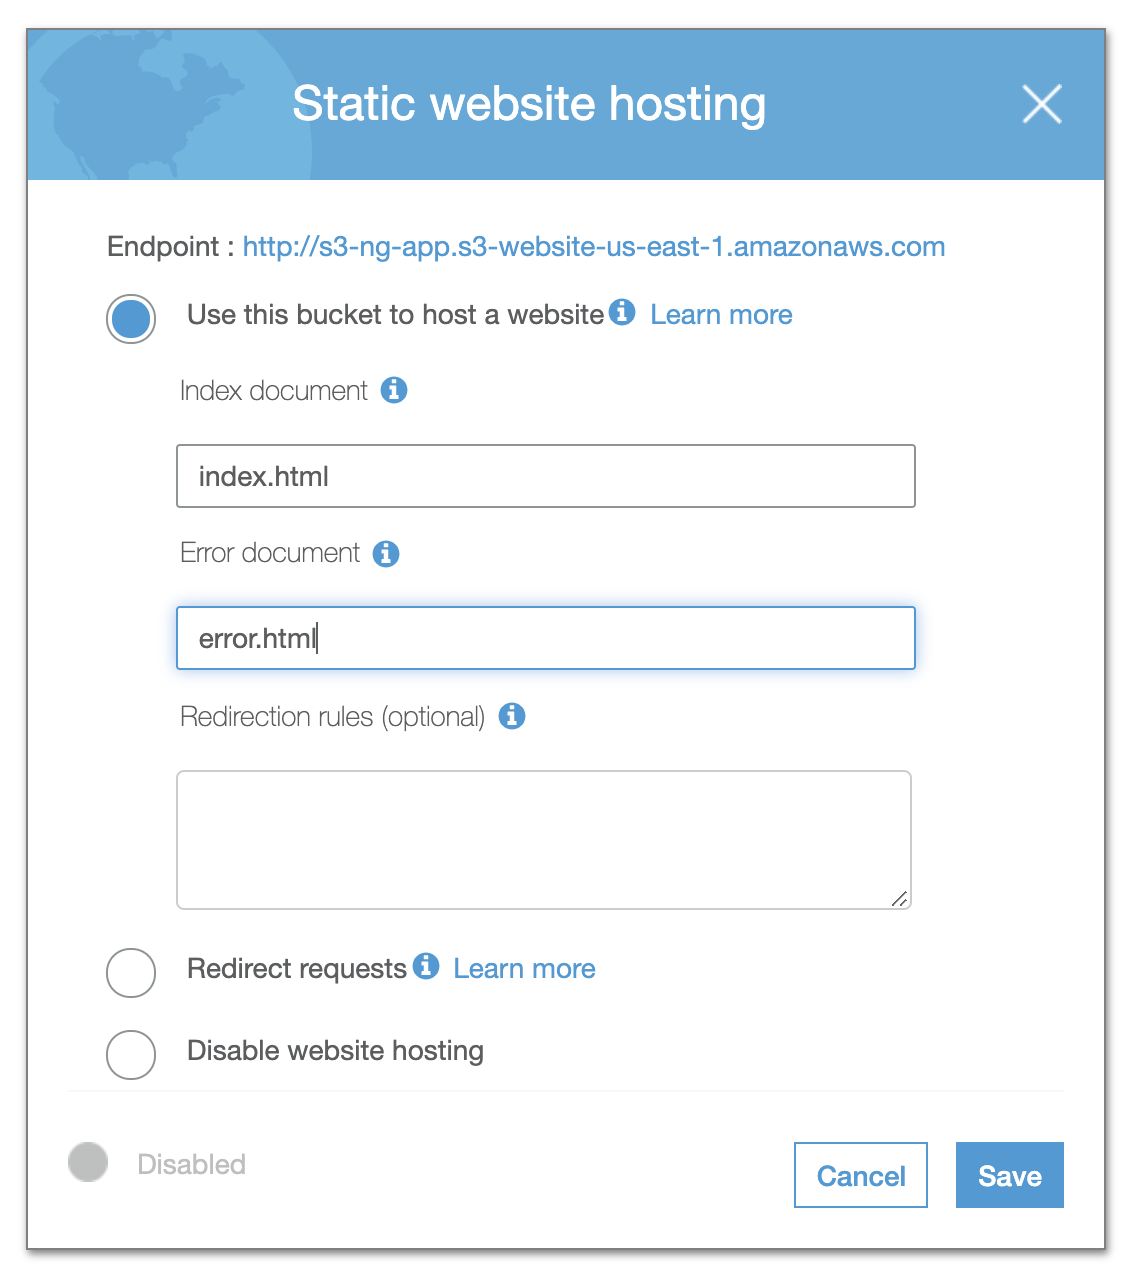 Static website hosting
Endpoint : http://s3-ng-app.s3-website-us-east-1.amazonaws.com
Use this bucket to host a website Learn more
Index document
index.html
Error document
error.html
Redirection rules (optional)
Redirect requests Learn more
Disable website hosting
Disabled
Cancel Save